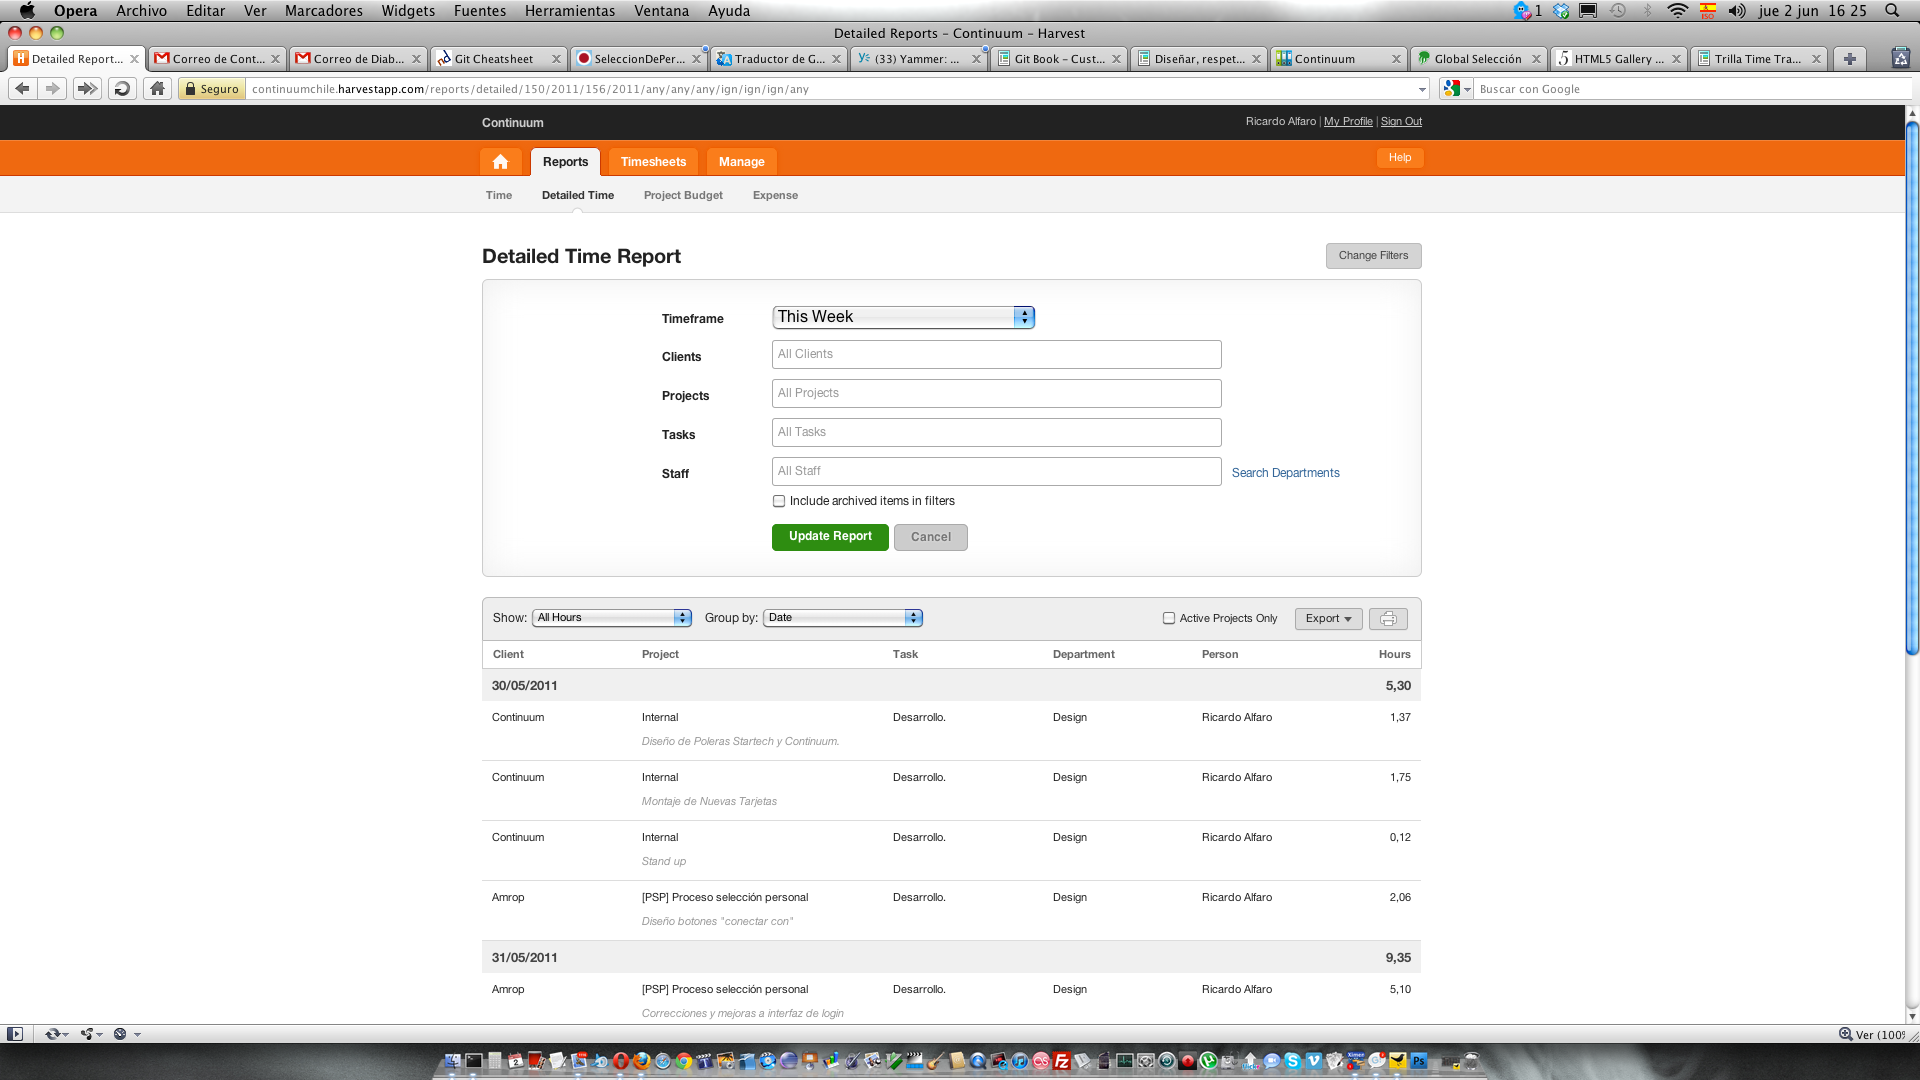 Opera Archivo Editar Ver Marcadores Widgets Fuentes Herramientas Ventana Ayuda 1 ISO jue 2 jun 16 25
Detailed Reports – Continuum – Harvest
Detailed Report... Correo de Cont... Correo de Diab... Git Cheatsheet SeleccionDePer... Traductor de G... (33) Yammer: ... Git Book – Cust... Diseñar, respet... Continuum Global Selección HTML5 Gallery ... Trilla Time Tra...
Seguro continuumchile.harvestapp.com/reports/detailed/150/2011/156/2011/any/any/any/ign/ign/ign/any Buscar con Google
Continuum Ricardo Alfaro | My Profile | Sign Out
Reports Timesheets Manage Help
Time Detailed Time Project Budget Expense
Detailed Time Report Change Filters
Timeframe This Week
Clients All Clients
Projects All Projects
Tasks All Tasks
Staff All Staff Search Departments
Include archived items in filters
Update Report Cancel
Show: All Hours Group by: Date Active Projects Only Export
Client Project Task Department Person Hours
30/05/2011 5,30
Continuum Internal Desarrollo. Design Ricardo Alfaro 1,37
Diseño de Poleras Startech y Continuum.
Continuum Internal Desarrollo. Design Ricardo Alfaro 1,75
Montaje de Nuevas Tarjetas
Continuum Internal Desarrollo. Design Ricardo Alfaro 0,12
Stand up
Amrop [PSP] Proceso selección personal Desarrollo. Design Ricardo Alfaro 2,06
Diseño botones "conectar con"
31/05/2011 9,35
Amrop [PSP] Proceso selección personal Desarrollo. Design Ricardo Alfaro 5,10
Correcciones y mejoras a interfaz de login
Ver (100%